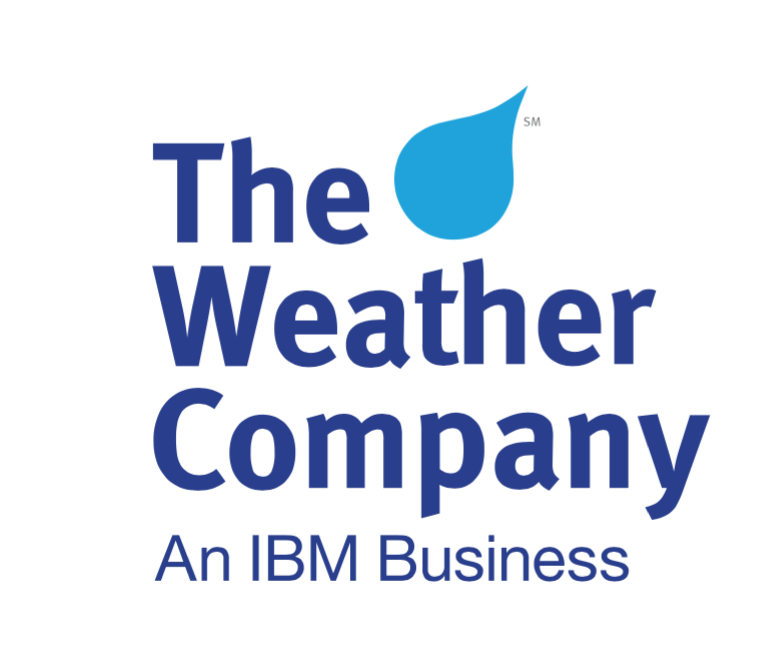 The
SM
Weather
Company
An IBM Business